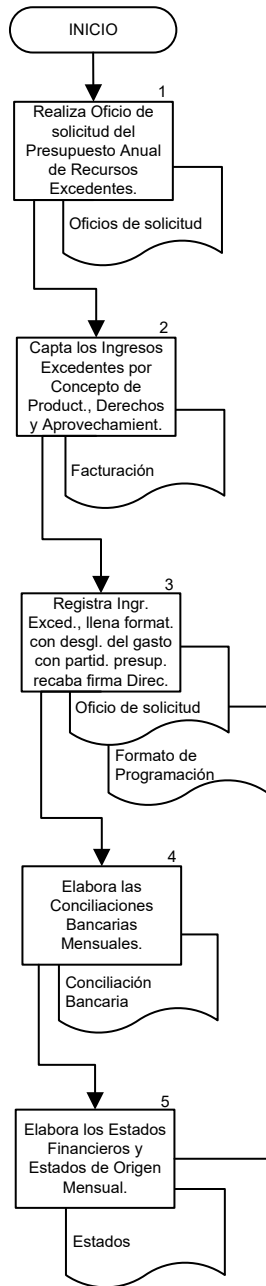 INICIO
1
Realiza Oficio de
solicitud del
Presupuesto Anual
de Recursos
Excedentes.
Oficios de solicitud
2
Capta los Ingresos
Excedentes por
Concepto de
Product., Derechos
y Aprovechamient.
Facturación
3
Registra Ingr.
Exced., llena format.
con desgl. del gasto
con partid. presup.
recaba firma Direc.
Oficio de solicitud
Formato de
Programación
4
Elabora las
Conciliaciones
Bancarias
Mensuales.
Conciliación
Bancaria
5
Elabora los Estados
Financieros y
Estados de Origen
Mensual.
Estados